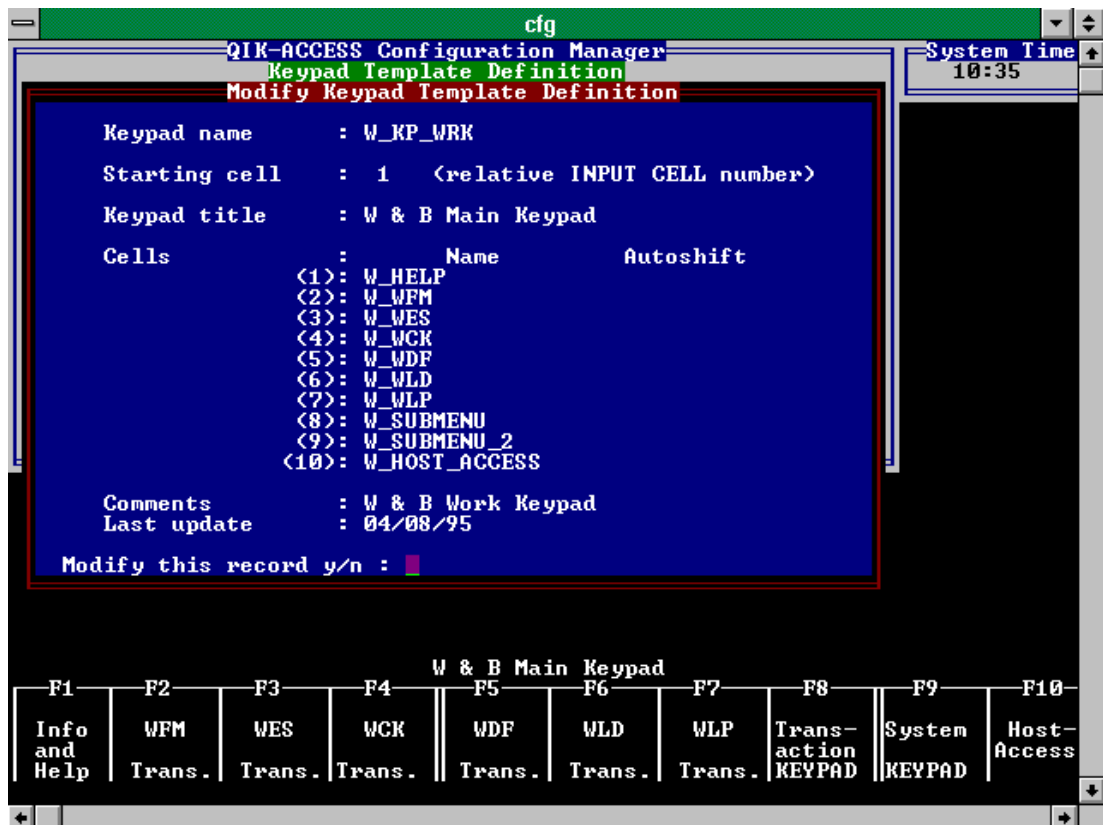 cfg
QIK-ACCESS Configuration Manager
System Time
Keypad Template Definition
10:35
Modify Keypad Template Definition
Keypad name : W_KP_WRK
Starting cell : 1 (relative INPUT CELL number)
Keypad title : W & B Main Keypad
Cells : Name Autoshift
(1): W_HELP
(2): W_WFM
(3): W_WES
(4): W_WCK
(5): W_WDF
(6): W_WLD
(7): W_WLP
(8): W_SUBMENU
(9): W_SUBMENU_2
(10): W_HOST_ACCESS
Comments : W & B Work Keypad
Last update : 04/08/95
Modify this record y/n :
W & B Main Keypad
F1 F2 F3 F4 F5 F6 F7 F8 F9 F10
Info WFM WES WCK WDF WLD WLP Trans- System Host-
and action Access
Help Trans. Trans. Trans. Trans. Trans. Trans. KEYPAD KEYPAD